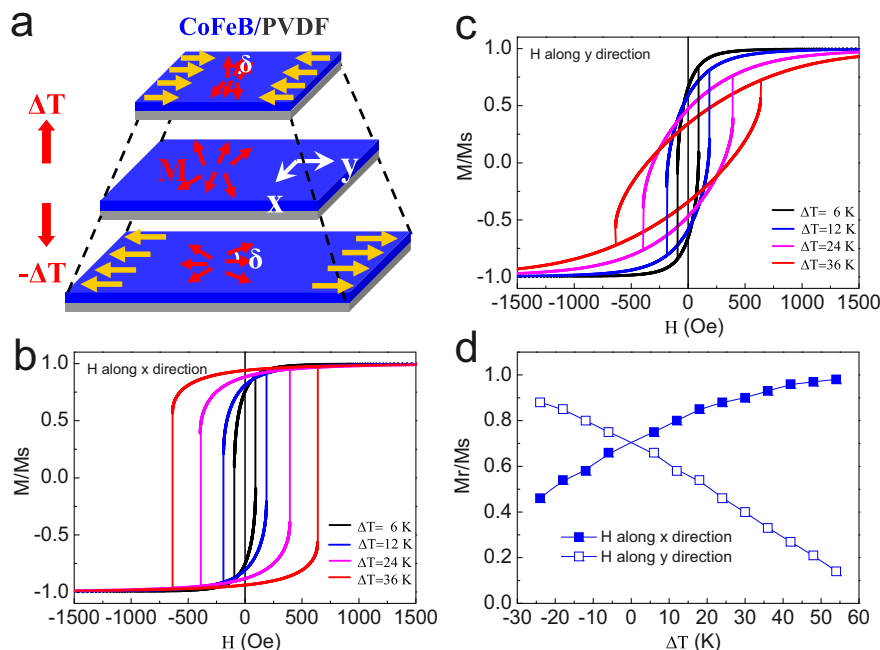 a
CoFeB/PVDF
δ
ΔT
M
y
x
-ΔT
δ
b
H along x direction
M/Ms
1.0
0.5
0.0
-0.5
-1.0
ΔT= 6 K
ΔT=12 K
ΔT=24 K
ΔT=36 K
-1500 -1000 -500 0 500 1000 1500
H (Oe)
c
H along y direction
M/Ms
1.0
0.5
0.0
-0.5
-1.0
ΔT= 6 K
ΔT=12 K
ΔT=24 K
ΔT=36 K
-1500 -1000 -500 0 500 1000 1500
H (Oe)
d
Mr/Ms
1.0
0.8
0.6
0.4
0.2
0.0
H along x direction
H along y direction
-30 -20 -10 0 10 20 30 40 50 60
ΔT (K)